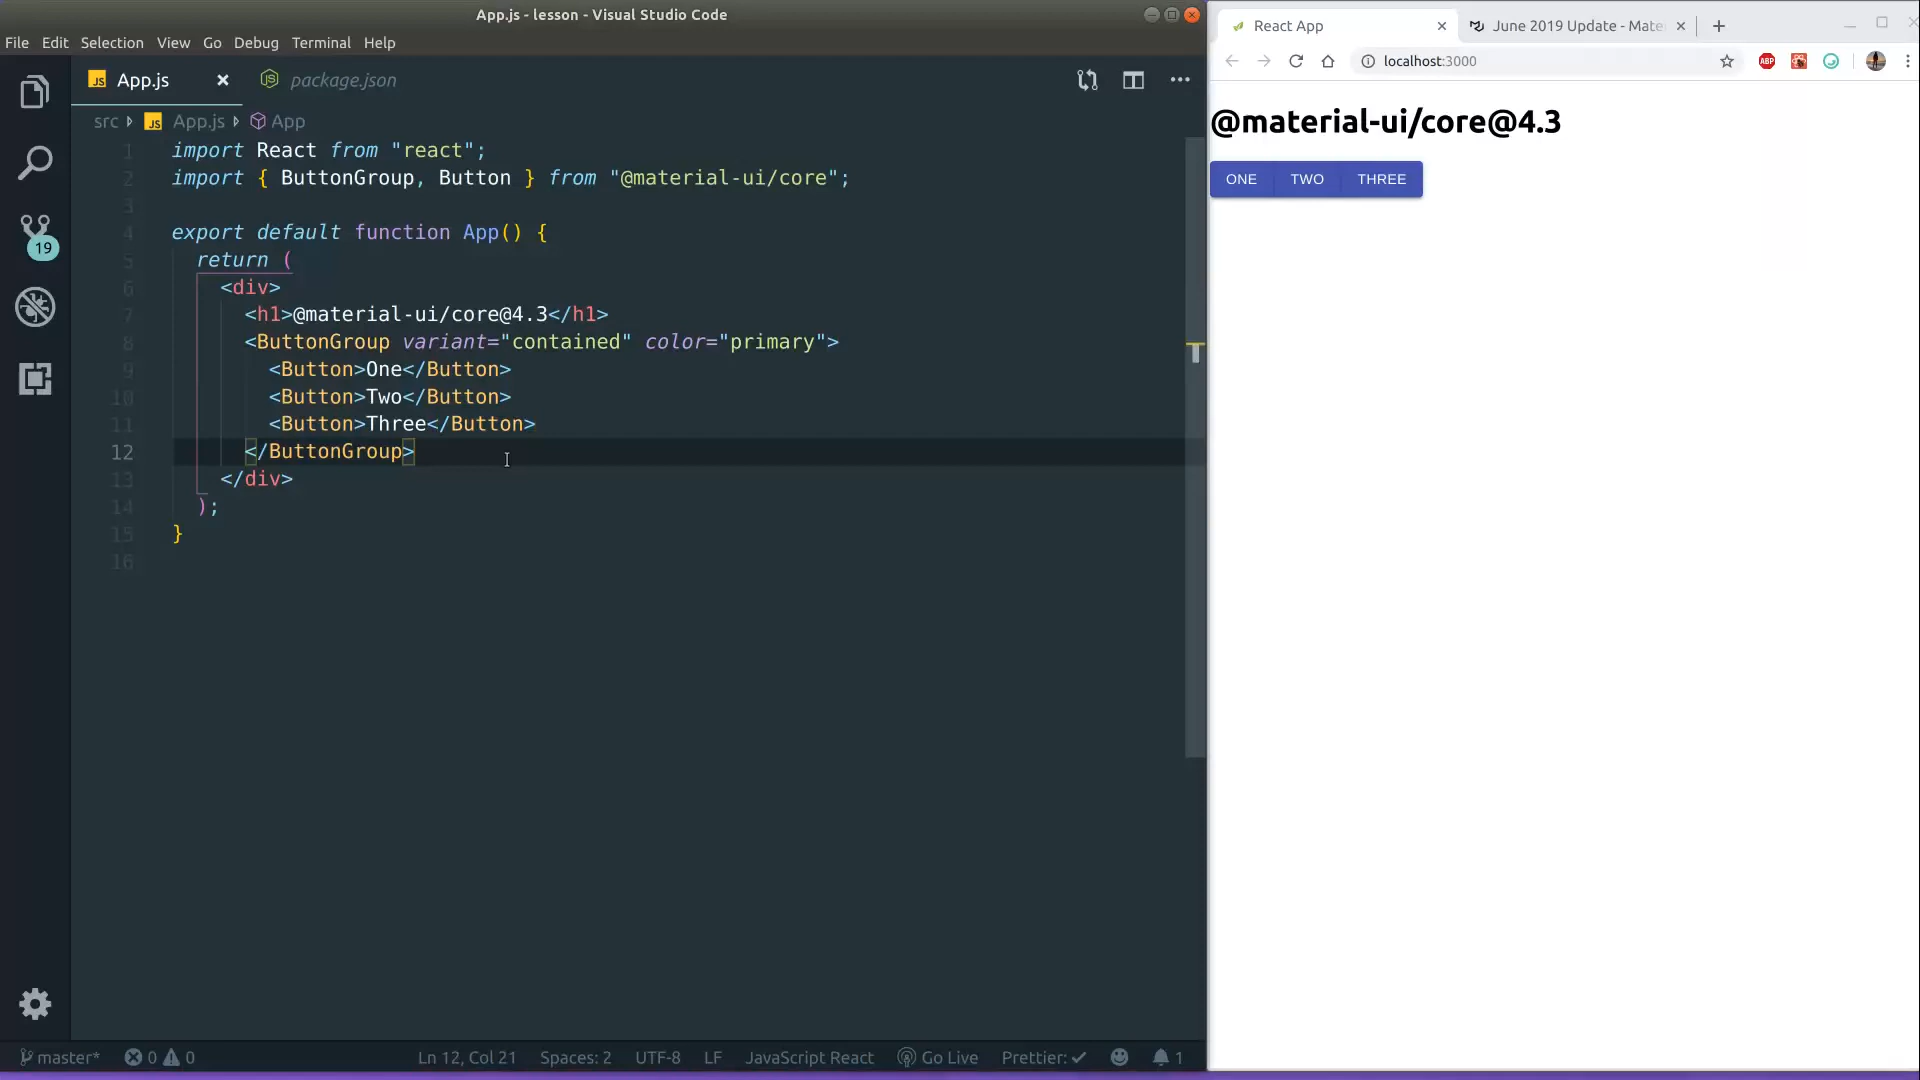 App.js - lesson - Visual Studio Code
File Edit Selection View Go Debug Terminal Help
JS App.js × package.json
src JS App.js App
1 import React from "react";
2 import { ButtonGroup, Button } from "@material-ui/core";
3
4 export default function App() {
5 return (
6 <div>
7 <h1>@material-ui/core@4.3</h1>
8 <ButtonGroup variant="contained" color="primary">
9 <Button>One</Button>
10 <Button>Two</Button>
11 <Button>Three</Button>
12 </ButtonGroup>
13 </div>
14 );
15 }
16
19
master* 0 0 Ln 12, Col 21 Spaces: 2 UTF-8 LF JavaScript React Go Live Prettier: ✓ 1
React App × June 2019 Update - Mate × +
localhost:3000 ABP
@material-ui/core@4.3
ONE TWO THREE